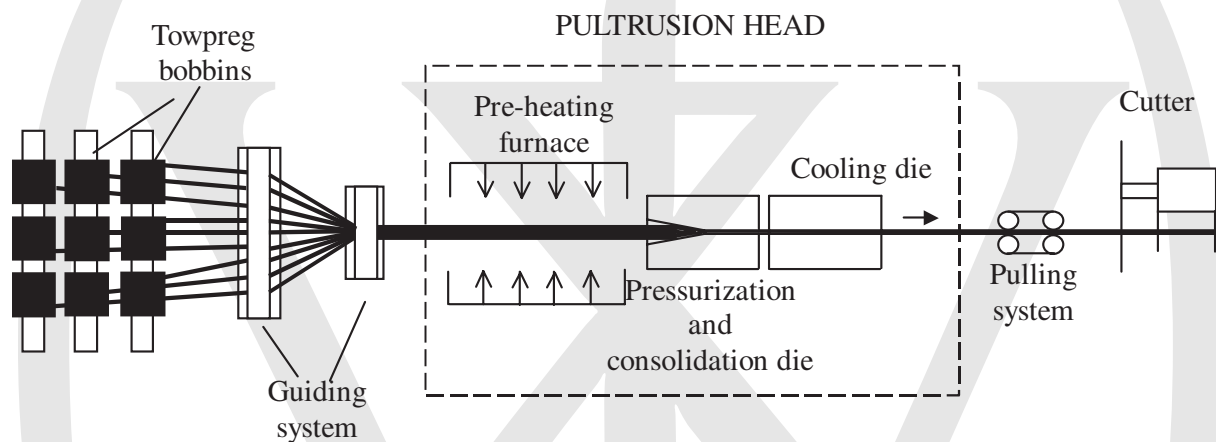 PULTRUSION HEAD
Towpreg
bobbins
Pre-heating
furnace
Cutter
Cooling die
Pressurization
and
consolidation die
Pulling
system
Guiding
system